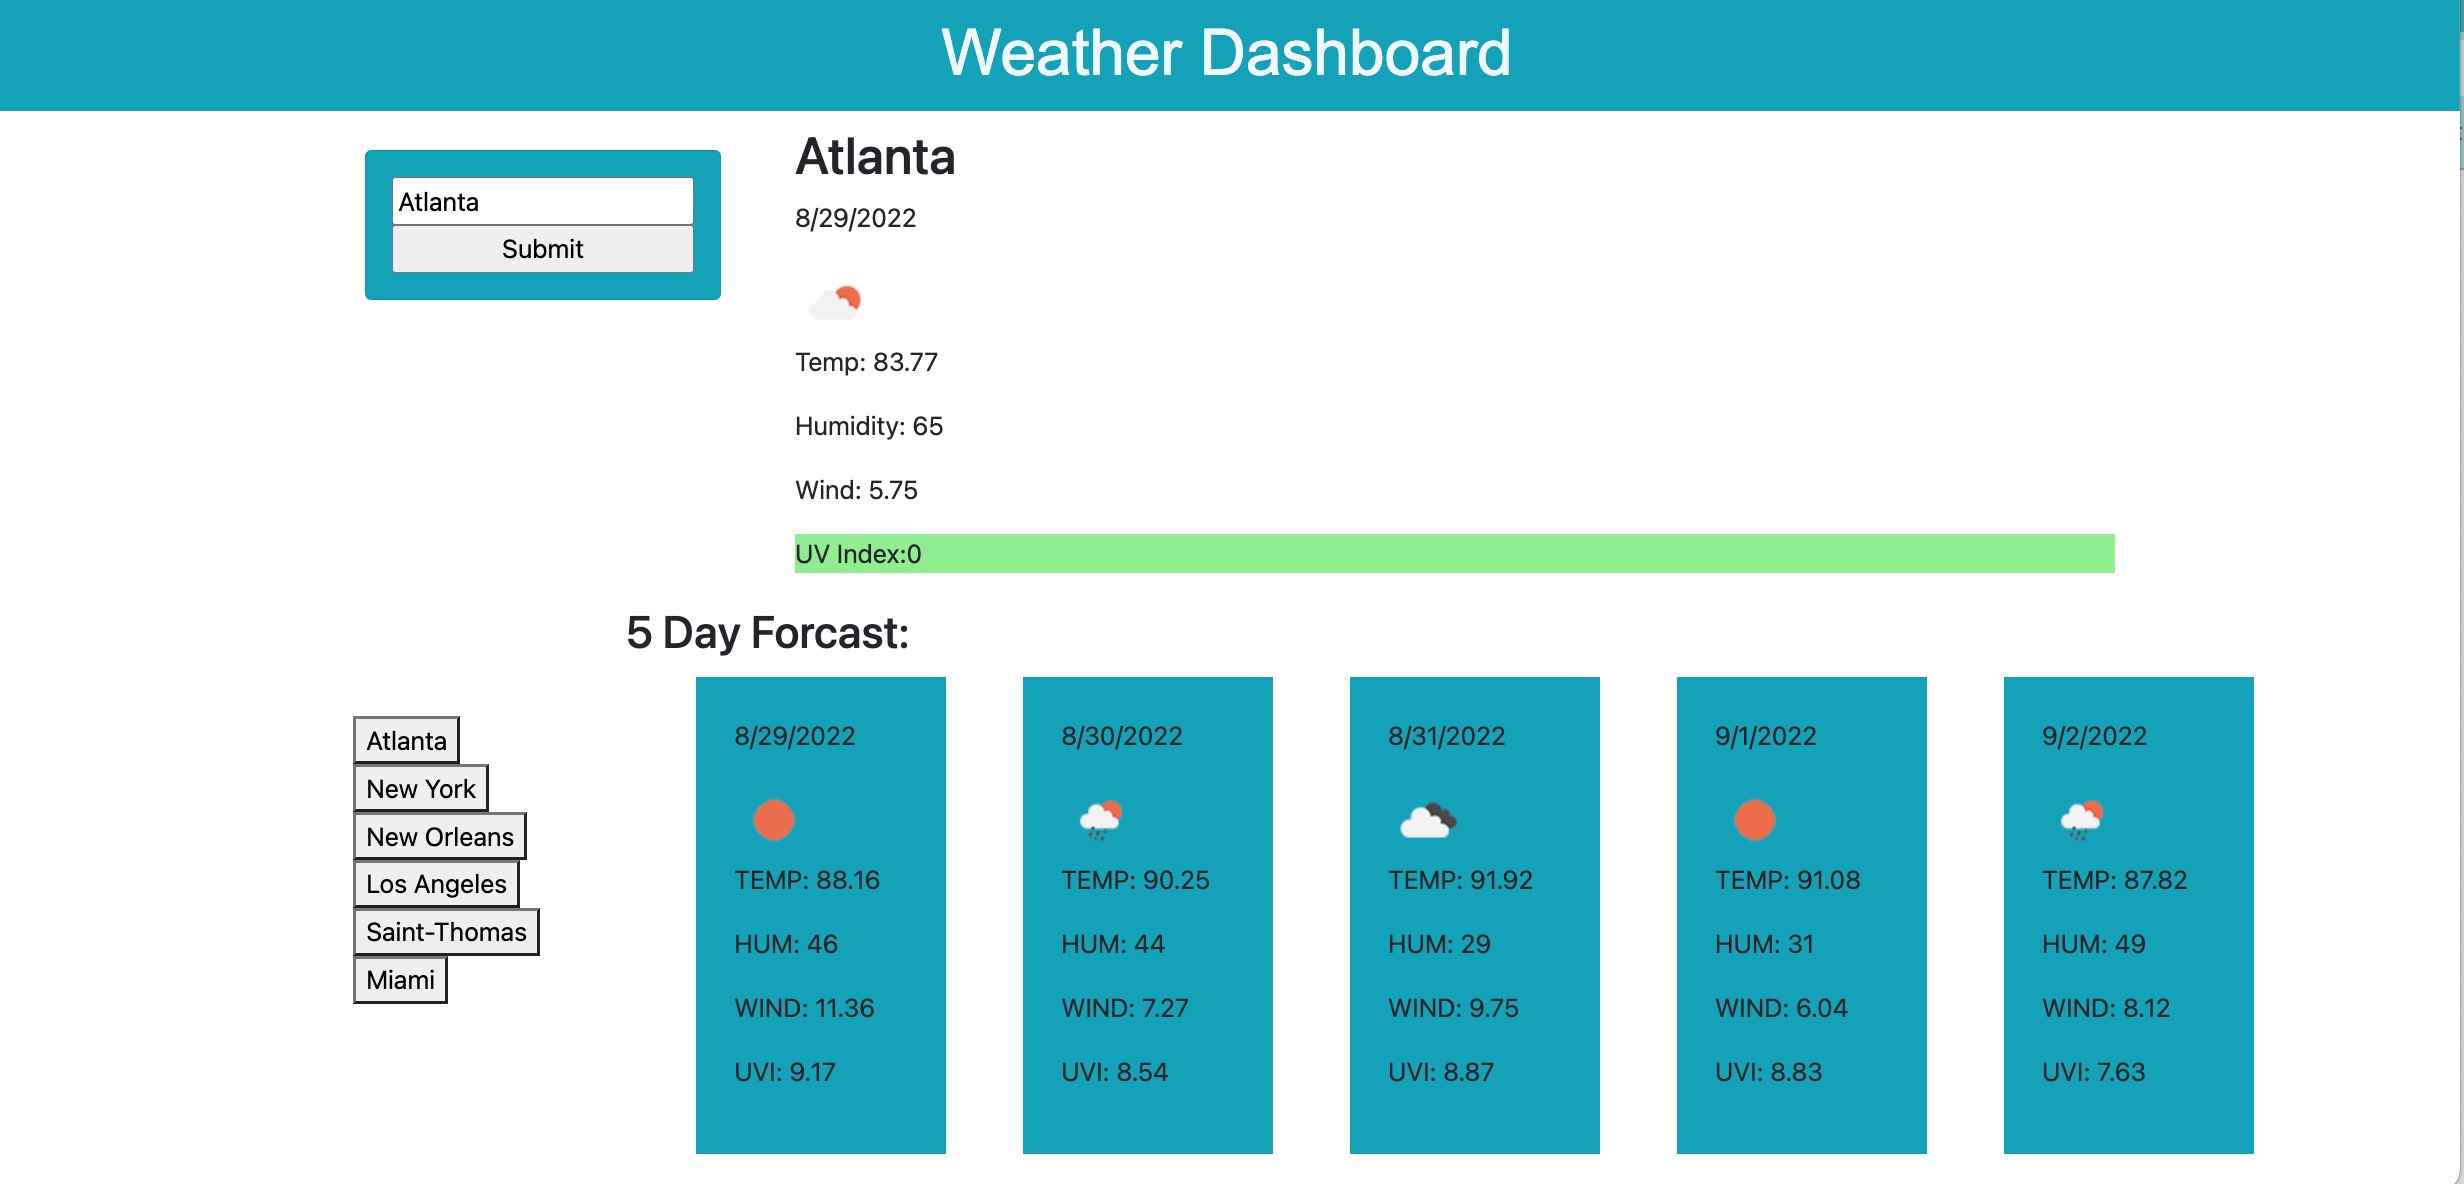 Weather Dashboard
Atlanta
Submit
Atlanta
8/29/2022
Temp: 83.77
Humidity: 65
Wind: 5.75
UV Index:0
5 Day Forcast:
Atlanta
New York
New Orleans
Los Angeles
Saint-Thomas
Miami
8/29/2022
TEMP: 88.16
HUM: 46
WIND: 11.36
UVI: 9.17
8/30/2022
TEMP: 90.25
HUM: 44
WIND: 7.27
UVI: 8.54
8/31/2022
TEMP: 91.92
HUM: 29
WIND: 9.75
UVI: 8.87
9/1/2022
TEMP: 91.08
HUM: 31
WIND: 6.04
UVI: 8.83
9/2/2022
TEMP: 87.82
HUM: 49
WIND: 8.12
UVI: 7.63